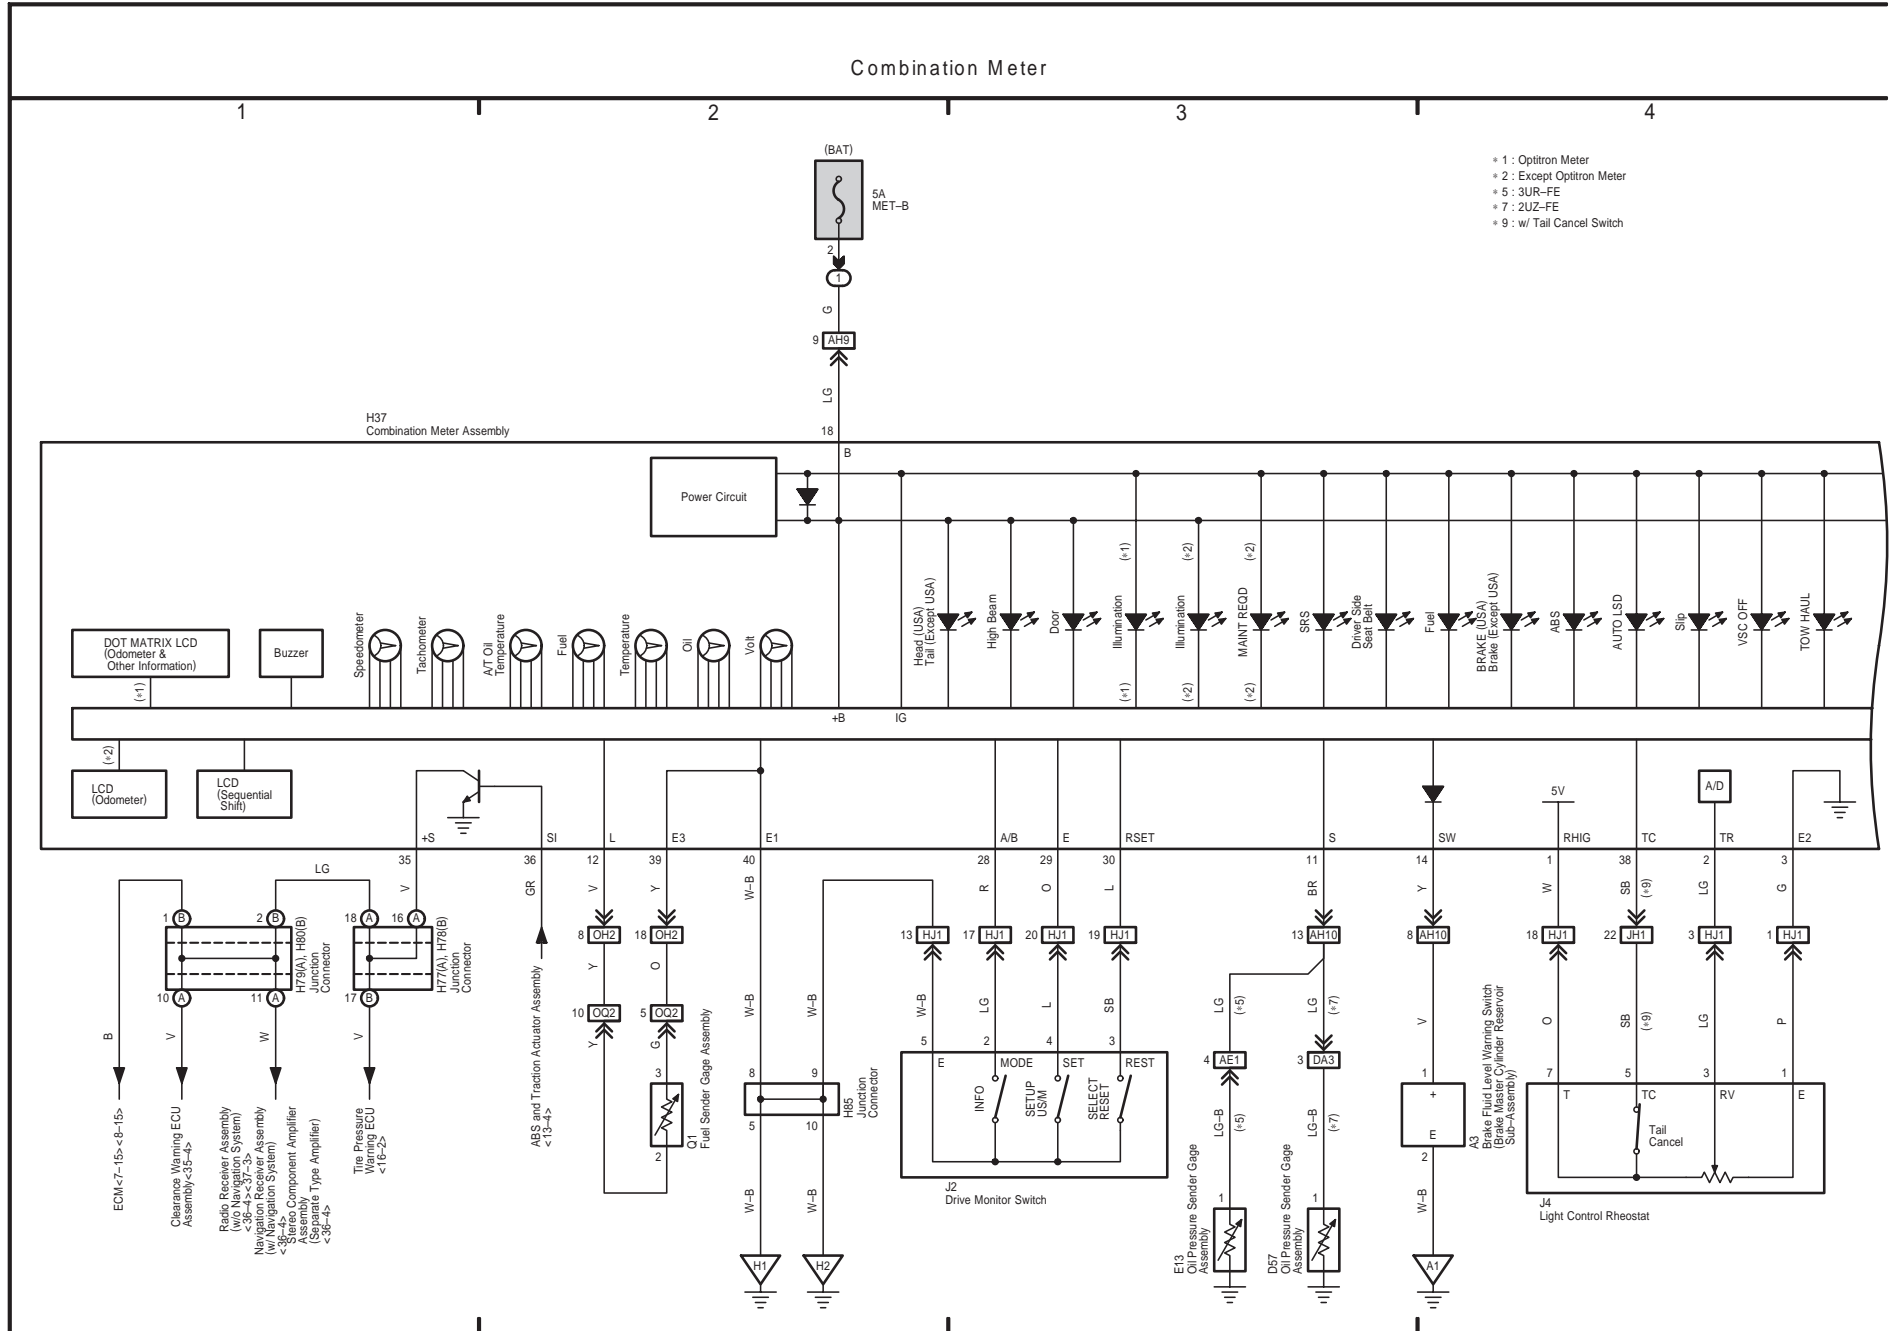 Combination Meter
1
2
3
4
(BAT)
5A
MET–B
2
1
G
9
AH9
LG
18
B
* 1 : Optitron Meter
* 2 : Except Optitron Meter
* 5 : 3UR–FE
* 7 : 2UZ–FE
* 9 : w/ Tail Cancel Switch
H37
Combination Meter Assembly
Power Circuit
DOT MATRIX LCD
(Odometer &
Other Information)
(*1)
Buzzer
Speedometer
Tachometer
A/T Oil
Temperature
Fuel
Temperature
Oil
Volt
+B
IG
Head (USA)
Tail (Except USA)
High Beam
Door
(*1)
Illumination
(*1)
(*2)
Illumination
(*2)
(*2)
MAINT REQD
(*2)
SRS
Driver Side
Seat Belt
Fuel
BRAKE (USA)
Brake (Except USA)
ABS
AUTO LSD
Slip
VSC OFF
TOW HAUL
(*2)
LCD
(Odometer)
LCD
(Sequential
Shift)
5V
A/D
+S
SI
L
E3
E1
A/B
E
RSET
S
SW
RHIG
TC
TR
E2
35
36
12
39
40
28
29
30
11
14
1
38
2
3
LG
V
GR
V
Y
W–B
R
O
L
BR
Y
W
SB
(*9)
LG
G
1
B
2
B
18
A
16
A
8
OH2
18
OH2
13
HJ1
17
HJ1
20
HJ1
19
HJ1
13
AH10
8
AH10
18
HJ1
22
JH1
3
HJ1
1
HJ1
H79(A), H80(B)
Junction
Connector
H77(A), H78(B)
Junction
Connector
10
A
11
A
17
B
Y
O
10
OQ2
5
OQ2
Y
G
B
V
W
V
W–B
W–B
W–B
LG
L
SB
LG
(*5)
LG
(*7)
V
O
SB
(*9)
LG
P
ECM<7–15><8–15>
Clearance Warning ECU
Assembly<35–4>
Radio Receiver Assembly
(w/o Navigation System)
<36–4><37–3>
Navigation Receiver Assembly
(w/ Navigation System)
<36–4>
Stereo Component Amplifier
Assembly
(Separate Type Amplifier)
<36–4>
Tire Pressure
Warning ECU
<16–2>
ABS and Traction Actuator Assembly
<13–4>
3
2
Q1
Fuel Sender Gage Assembly
8
9
5
10
H85
Junction
Connector
W–B
W–B
H1
H2
5
2
4
3
E
MODE
SET
REST
INFO
SETUP
US/M
SELECT
RESET
J2
Drive Monitor Switch
4
AE1
3
DA3
LG–B
(*5)
LG–B
(*7)
1
1
E13
Oil Pressure Sender Gage
Assembly
D57
Oil Pressure Sender Gage
Assembly
1
+
E
2
A3
Brake Fluid Level Warning Switch
(Brake Master Cylinder Reservoir
Sub–Assembly)
W–B
A1
7
5
3
1
T
TC
RV
E
Tail
Cancel
J4
Light Control Rheostat